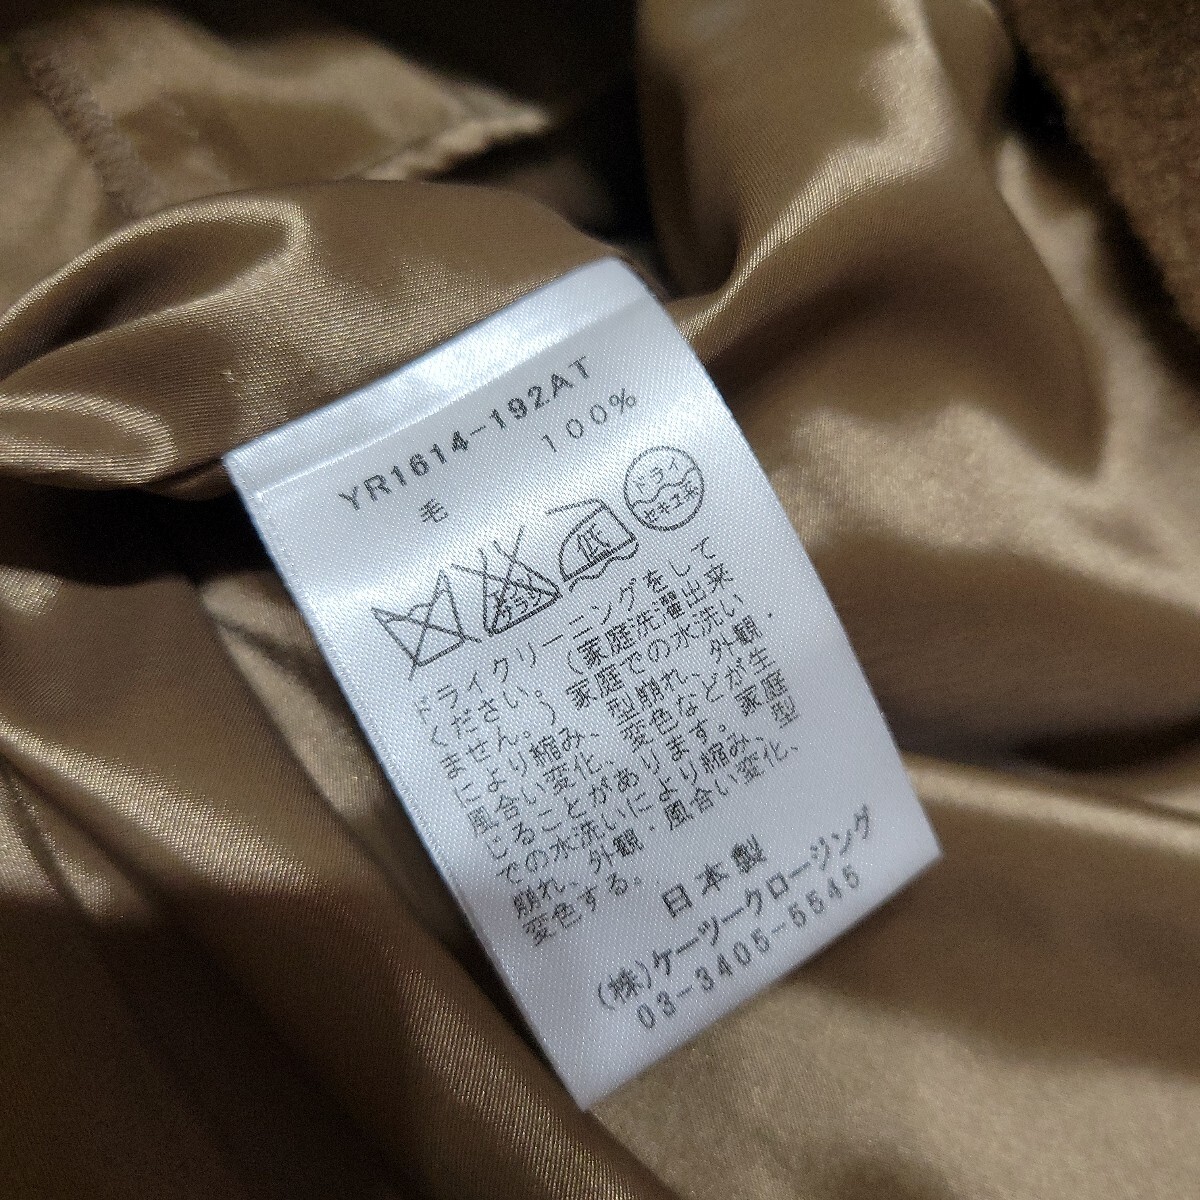 YR1614-192AT
毛 100%
エンソ
サラシ
低
ドライ
セキユ系
ドライクリーニングをして
ください。(家庭洗濯出来
ません。) 家庭での水洗い
により縮み、型崩れ、外観・
風合い変化、変色などが生
じることがあります。家庭
での水洗いにより縮み、型
崩れ、外観・風合い変化、
変色する。
日本製
(株)ケーツークロージング
03-3405-5545